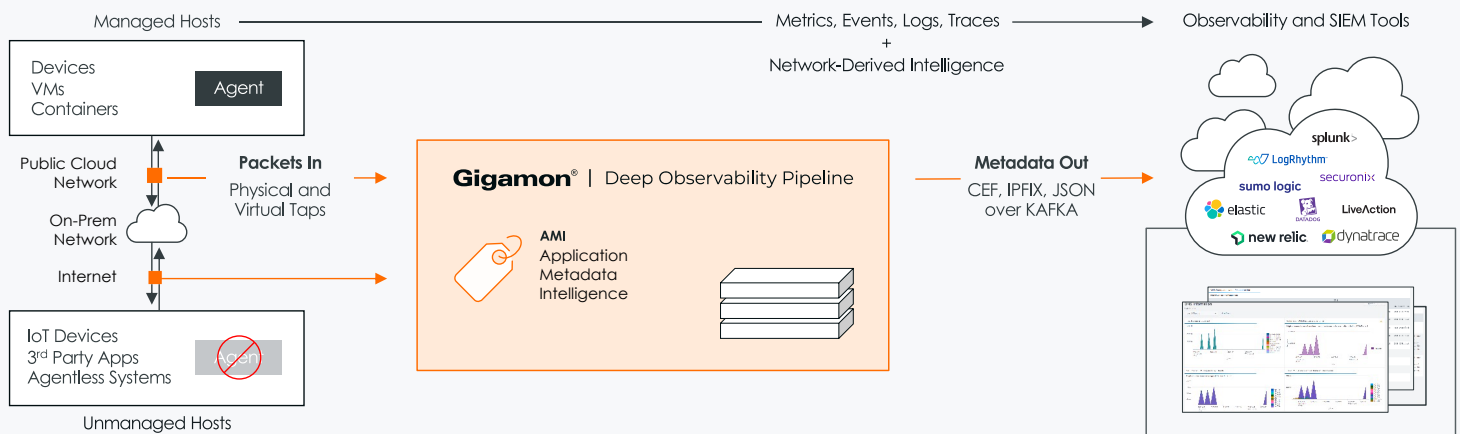 Managed Hosts
Metrics, Events, Logs, Traces
+
Network-Derived Intelligence
Observability and SIEM Tools
Devices
VMs
Containers
Agent
Public Cloud
Network
On-Prem
Network
Internet
Packets In
Physical and
Virtual Taps
Gigamon® | Deep Observability Pipeline
AMI
Application
Metadata
Intelligence
Metadata Out
CEF, IPFIX, JSON
over KAFKA
splunk>
LogRhythm
securonix
sumo logic
elastic
DATADOG
LiveAction
new relic
dynatrace
IoT Devices
3rd Party Apps
Agentless Systems
Agent
Unmanaged Hosts